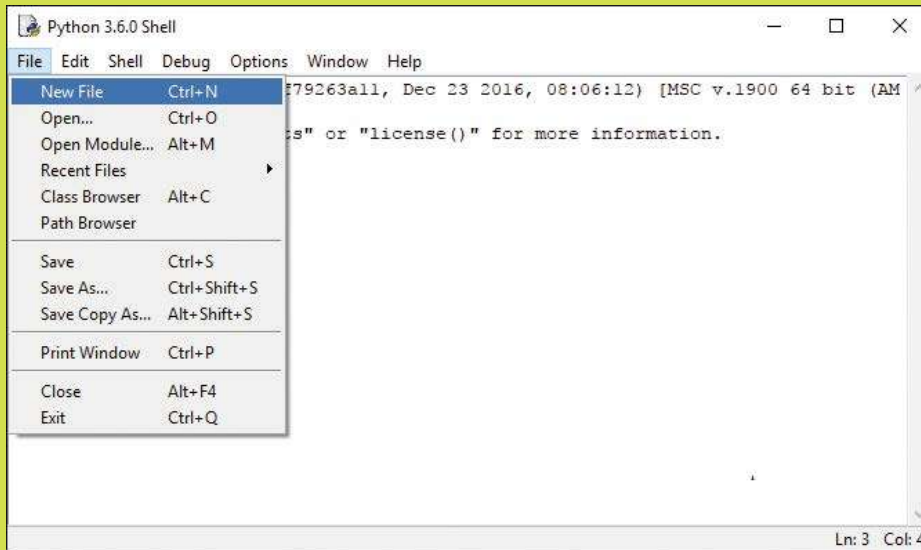 Python 3.6.0 Shell
File Edit Shell Debug Options Window Help
New File Ctrl+N
f79263a11, Dec 23 2016, 08:06:12) [MSC v.1900 64 bit (AM
Open... Ctrl+O
ts" or "license()" for more information.
Open Module... Alt+M
Recent Files
Class Browser Alt+C
Path Browser
Save Ctrl+S
Save As... Ctrl+Shift+S
Save Copy As... Alt+Shift+S
Print Window Ctrl+P
Close Alt+F4
Exit Ctrl+Q
Ln: 3 Col: 4